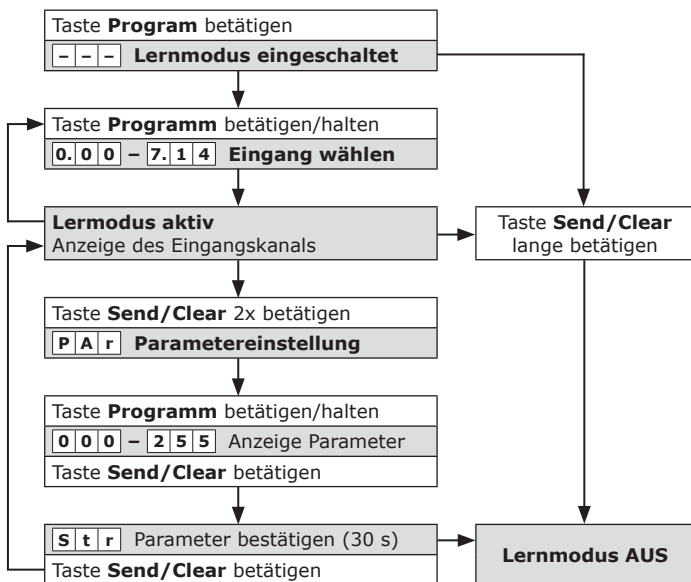 Taste Program betätigen
– – – Lernmodus eingeschaltet
Taste Programm betätigen/halten
0. 0 0 – 7. 1 4 Eingang wählen
Lermodus aktiv
Anzeige des Eingangskanals
Taste Send/Clear
lange betätigen
Taste Send/Clear 2x betätigen
P A r Parametereinstellung
Taste Programm betätigen/halten
0 0 0 – 2 5 5 Anzeige Parameter
Taste Send/Clear betätigen
S t r Parameter bestätigen (30 s)
Taste Send/Clear betätigen
Lernmodus AUS